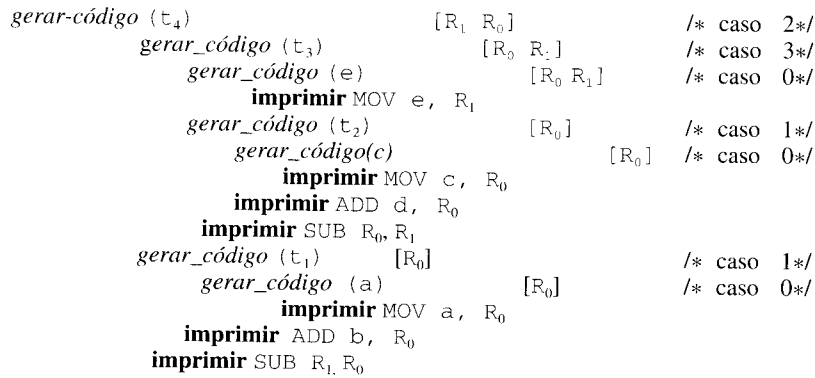 gerar-código (t₄) [R₁ R₀] /* caso 2*/
gerar_código (t₃) [R₀ R₁] /* caso 3*/
gerar_código (e) [R₀ R₁] /* caso 0*/
imprimir MOV e, R₁
gerar_código (t₂) [R₀] /* caso 1*/
gerar_código(c) [R₀] /* caso 0*/
imprimir MOV c, R₀
imprimir ADD d, R₀
imprimir SUB R₀, R₁
gerar_código (t₁) [R₀] /* caso 1*/
gerar_código (a) [R₀] /* caso 0*/
imprimir MOV a, R₀
imprimir ADD b, R₀
imprimir SUB R₁, R₀